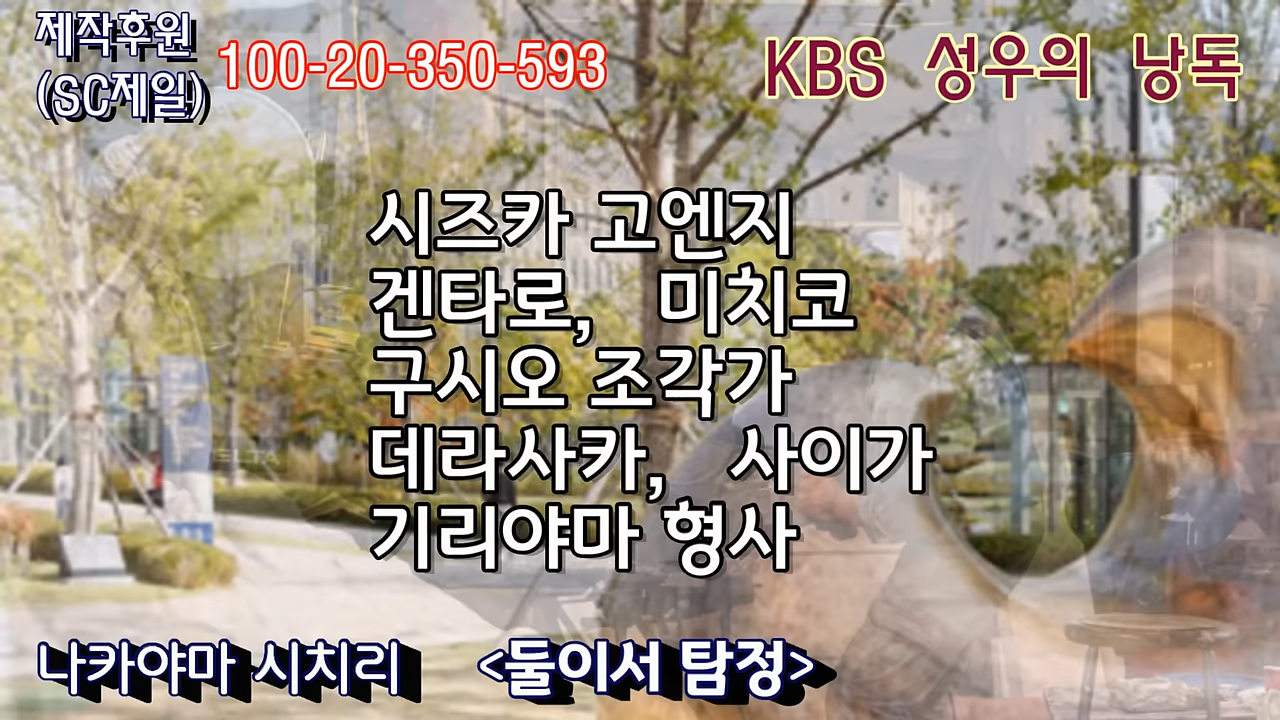 제작후원
(SC제일)
100-20-350-593
KBS 성우의 낭독
시즈카 고엔지
겐타로, 미치코
구시오 조각가
데라사카, 사이가
기리야마 형사
나카야마 시치리 <둘이서 탐정>